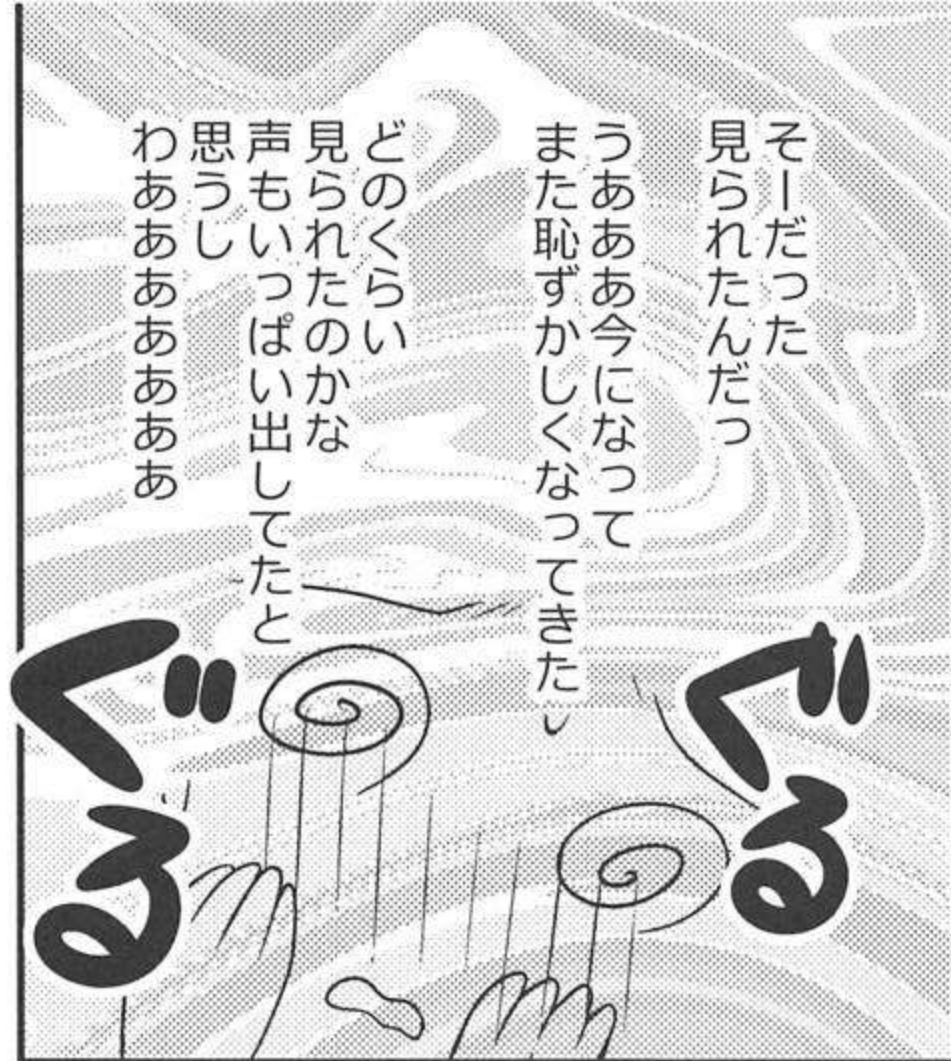 そーだった
見られたんだっ
うあああ今になって
また恥ずかしくなってきた
どのくらい
見られたのかな
声もいっぱい出してたと
思うし
わあああああああ
ぐる
ぐる